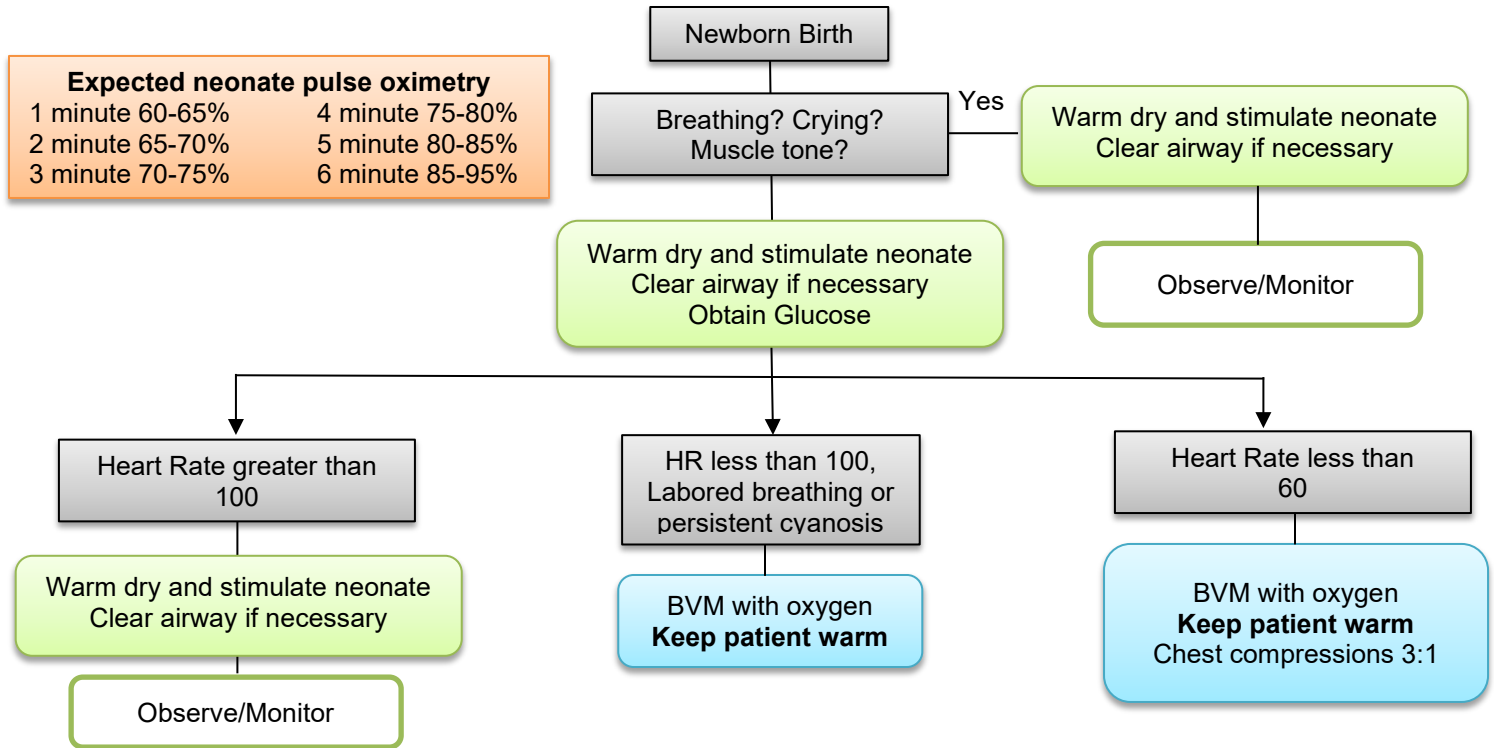 Newborn Birth
Expected neonate pulse oximetry
1 minute 60-65% 4 minute 75-80%
2 minute 65-70% 5 minute 80-85%
3 minute 70-75% 6 minute 85-95%
Breathing? Crying?
Muscle tone?
Yes
Warm dry and stimulate neonate
Clear airway if necessary
Observe/Monitor
Warm dry and stimulate neonate
Clear airway if necessary
Obtain Glucose
Heart Rate greater than
100
Warm dry and stimulate neonate
Clear airway if necessary
Observe/Monitor
HR less than 100,
Labored breathing or
persistent cyanosis
BVM with oxygen
Keep patient warm
Heart Rate less than
60
BVM with oxygen
Keep patient warm
Chest compressions 3:1